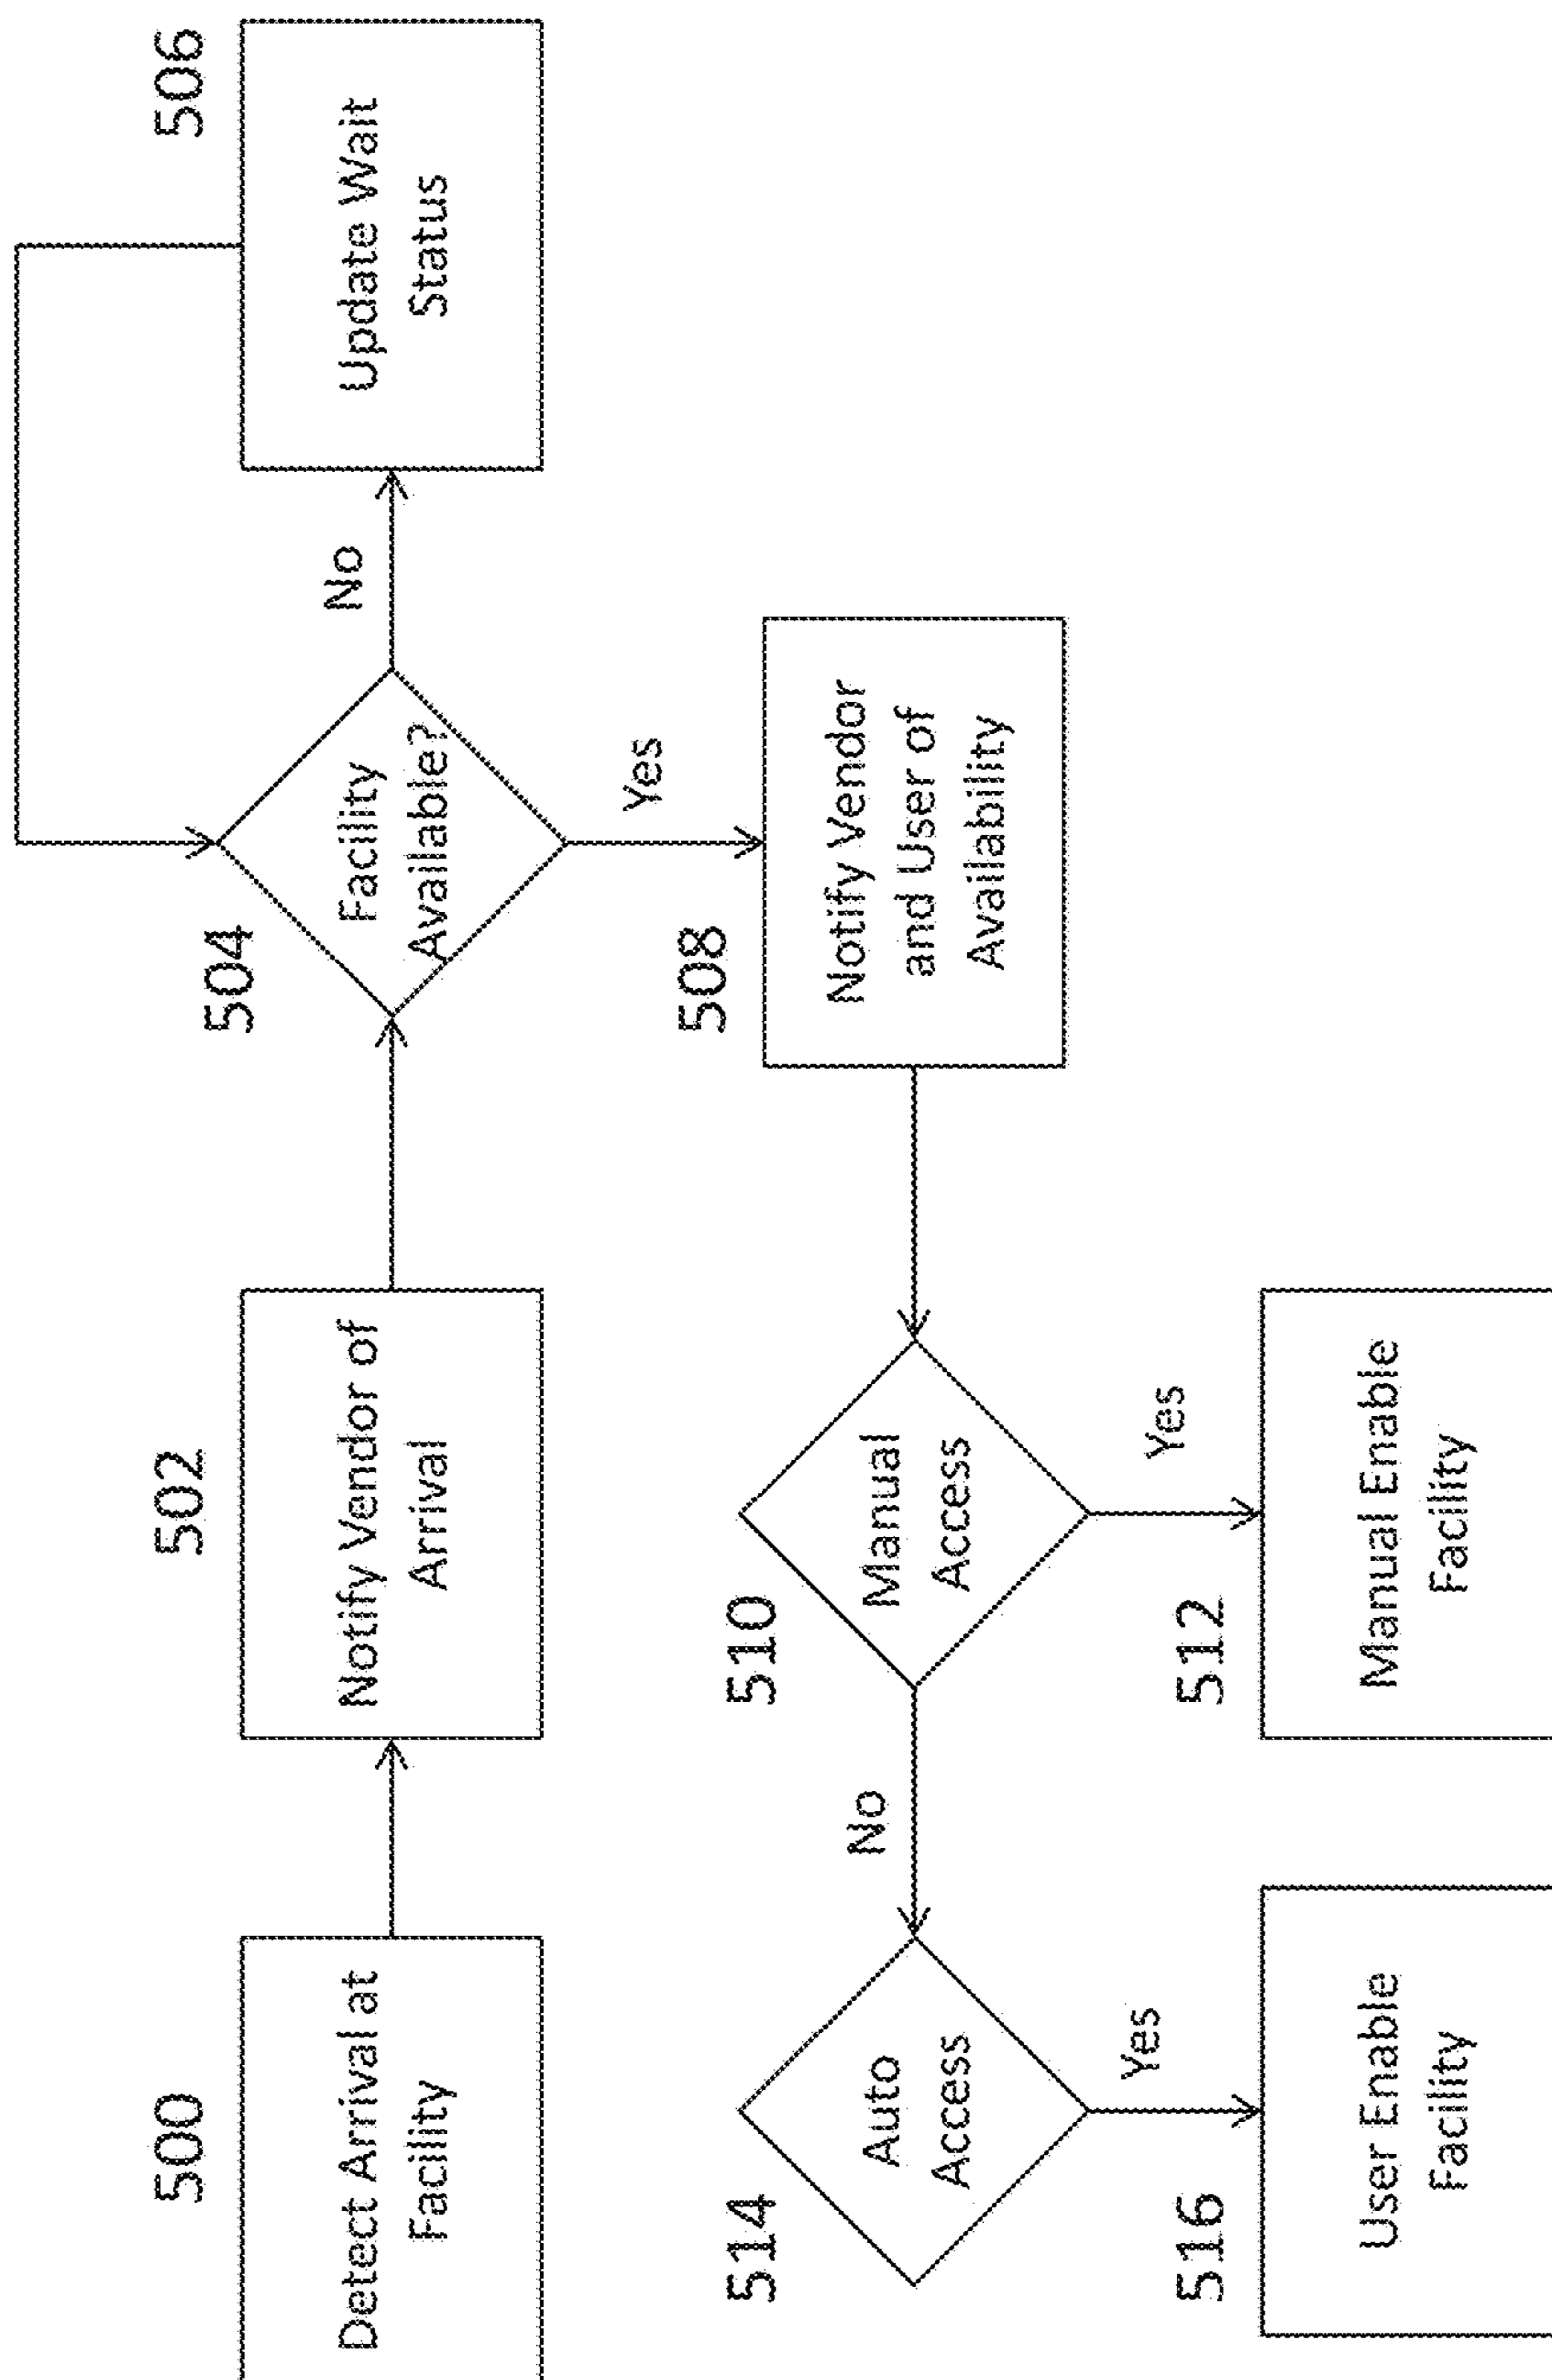 500
Detect Arrival at
Facility
502
Notify Vendor of
Arrival
504
Facility
Available?
No
506
Update Wait
Status
Yes
508
Notify Vendor
and User of
Availability
510
Manual
Access
Yes
512
Manual Enable
Facility
No
514
Auto
Access
Yes
516
User Enable
Facility